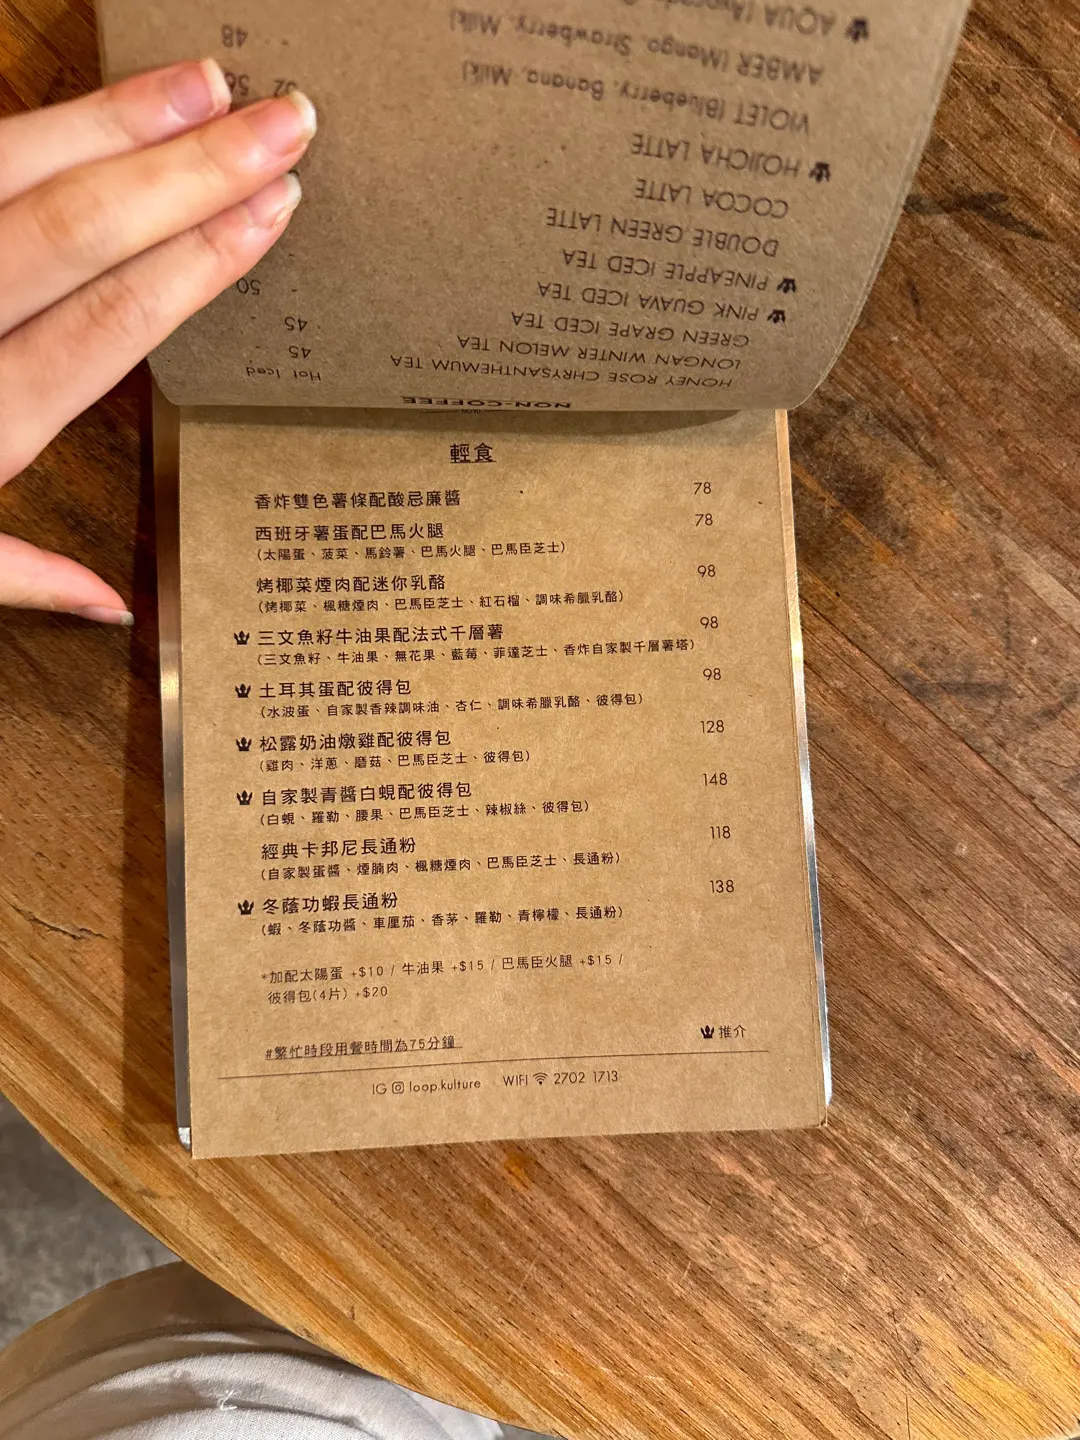 AQUA
AMBER (Mango, Strawberry, Milk)
48
VIOLET (Blueberry, Banana, Milk)
52 56
HOJICHA LATTE
COCOA LATTE
DOUBLE GREEN LATTE
PINEAPPLE ICED TEA
PINK GUAVA ICED TEA
50
GREEN GRAPE ICED TEA
LONGAN WINTER MELON TEA
45
HONEY ROSE CHRYSANTHEMUM TEA
45
Hot Iced
NON-COFFEE
輕食
香炸雙色薯條配酸忌廉醬 78
西班牙薯蛋配巴馬火腿 78
(太陽蛋、菠菜、馬鈴薯、巴馬火腿、巴馬臣芝士)
烤椰菜煙肉配迷你乳酪 98
(烤椰菜、楓糖煙肉、巴馬臣芝士、紅石榴、調味希臘乳酪)
三文魚籽牛油果配法式千層薯 98
(三文魚籽、牛油果、無花果、藍莓、菲達芝士、香炸自家製千層薯塔)
土耳其蛋配彼得包 98
(水波蛋、自家製香辣調味油、杏仁、調味希臘乳酪、彼得包)
松露奶油燉雞配彼得包 128
(雞肉、洋蔥、磨菇、巴馬臣芝士、彼得包)
自家製青醬白蜆配彼得包 148
(白蜆、羅勒、腰果、巴馬臣芝士、辣椒絲、彼得包)
經典卡邦尼長通粉 118
(自家製蛋醬、煙腩肉、楓糖煙肉、巴馬臣芝士、長通粉)
冬蔭功蝦長通粉 138
(蝦、冬蔭功醬、車厘茄、香茅、羅勒、青檸檬、長通粉)
*加配太陽蛋 +$10 / 牛油果 +$15 / 巴馬臣火腿 +$15 /
彼得包(4片) +$20
推介
#繁忙時段用餐時間為75分鐘
IG loop.kulture WIFI 2702 1713